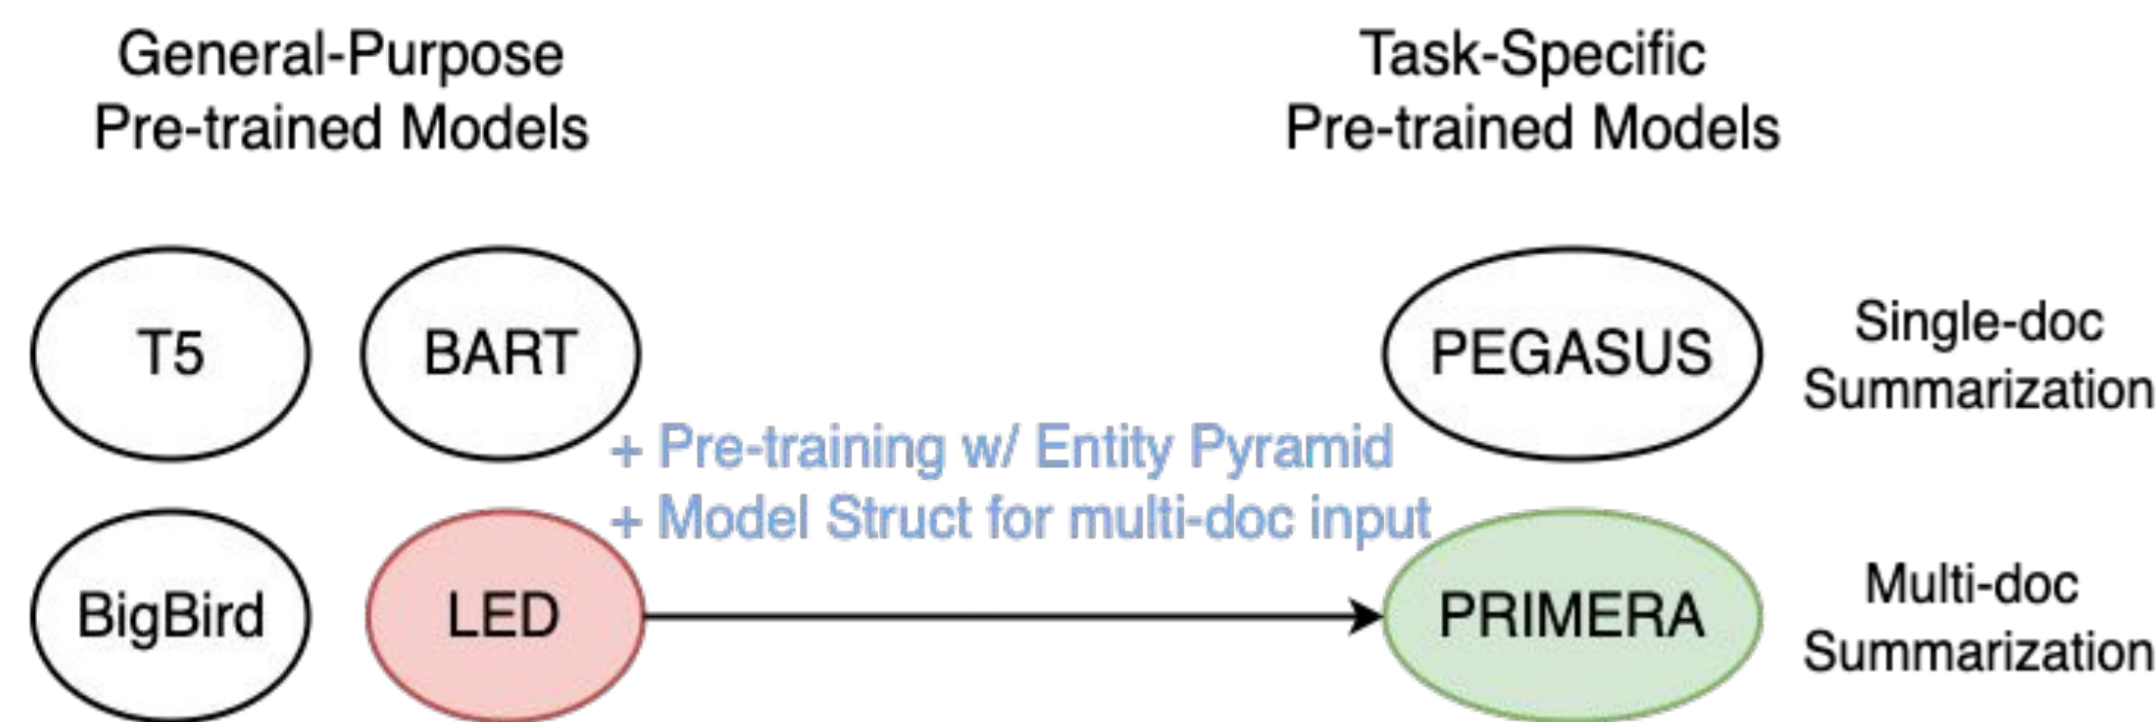 General-Purpose
Pre-trained Models
Task-Specific
Pre-trained Models
T5
BART
PEGASUS
Single-doc
Summarization
+ Pre-training w/ Entity Pyramid
+ Model Struct for multi-doc input
BigBird
LED
PRIMERA
Multi-doc
Summarization